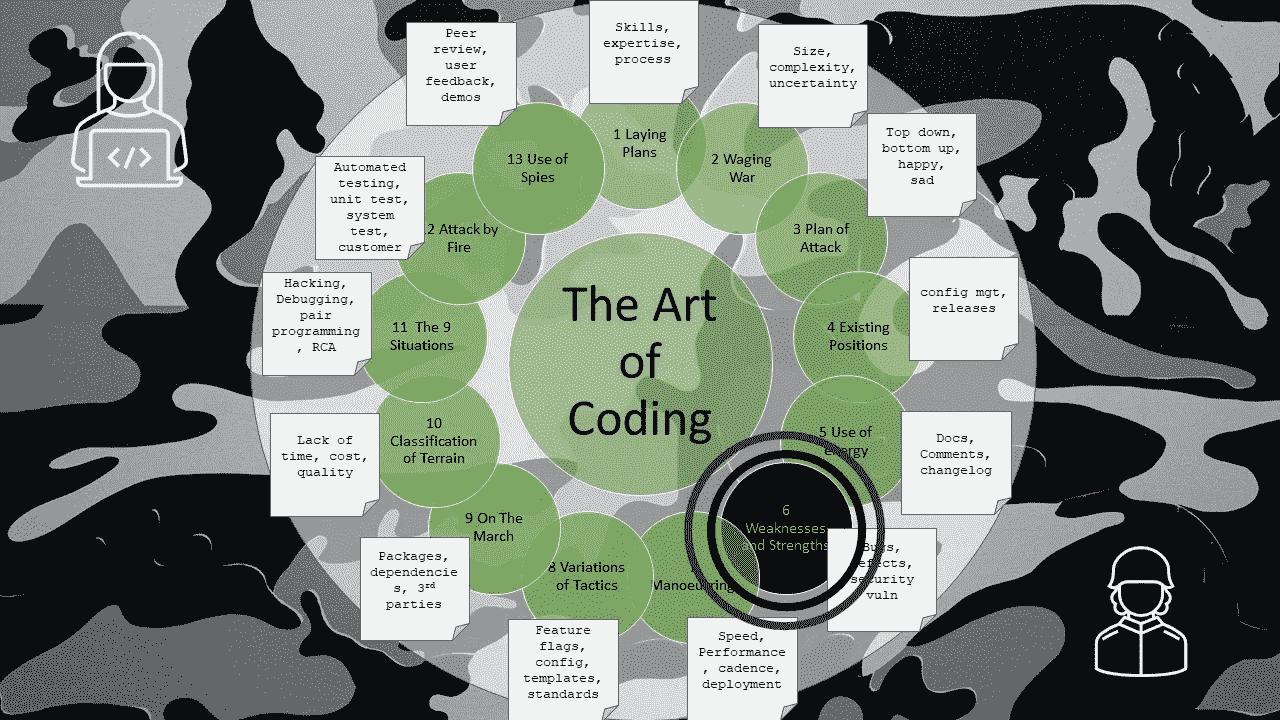 The Art
of
Coding
1 Laying
Plans
Skills,
expertise,
process
2 Waging
War
Size,
complexity,
uncertainty
3 Plan of
Attack
Top down,
bottom up,
happy,
sad
4 Existing
Positions
config mgt,
releases
5 Use of
energy
Docs,
Comments,
changelog
6
Weaknesses
and Strengths
Bugs,
defects,
security
vuln
Manoeuvring
Speed,
Performance
, cadence,
deployment
8 Variations
of Tactics
Feature
flags,
config,
templates,
standards
9 On The
March
Packages,
dependencie
s, 3rd
parties
10
Classification
of Terrain
Lack of
time, cost,
quality
11 The 9
Situations
Hacking,
Debugging,
pair
programming
, RCA
12 Attack by
Fire
Automated
testing,
unit test,
system
test,
customer
13 Use of
Spies
Peer
review,
user
feedback,
demos
</>